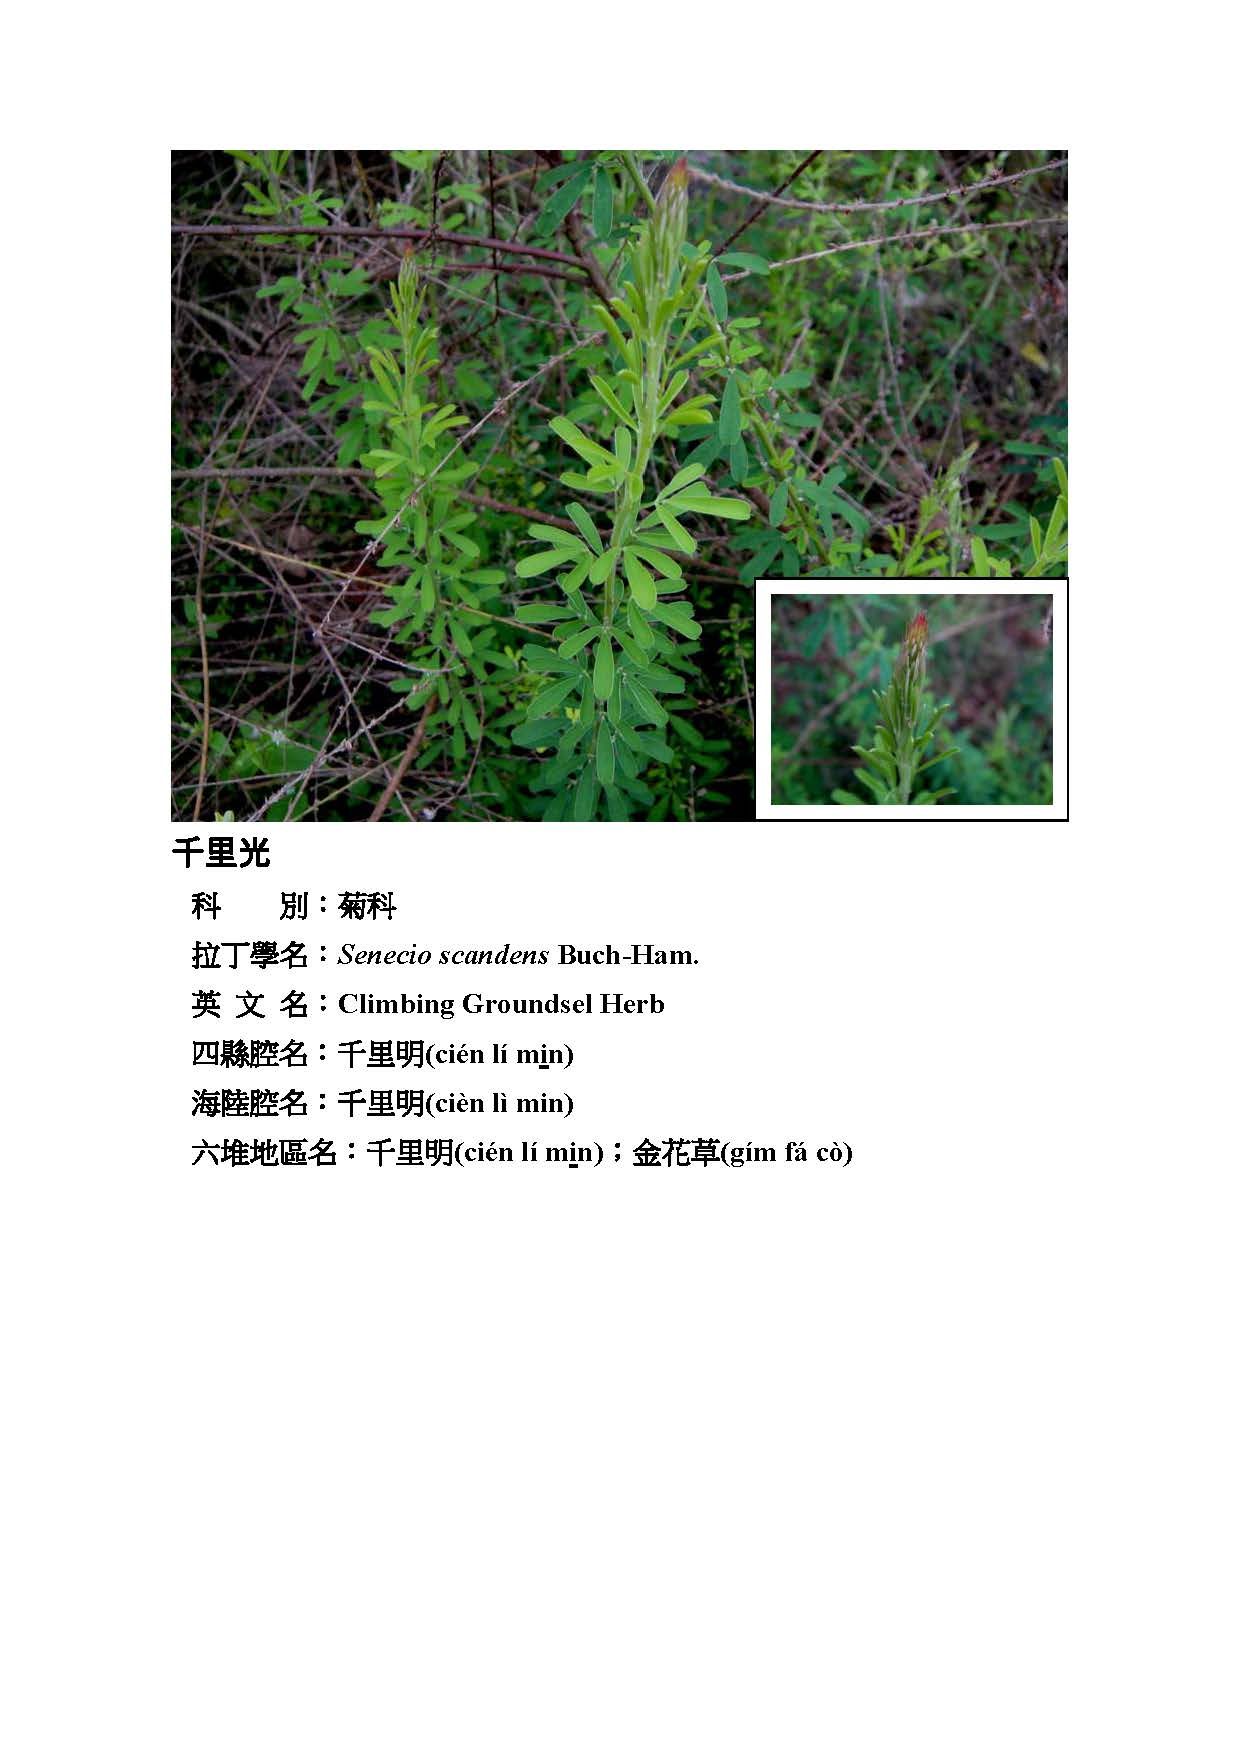 千里光
科　　別：菊科
拉丁學名：Senecio scandens Buch-Ham.
英 文 名：Climbing Groundsel Herb
四縣腔名：千里明(cién lí min)
海陸腔名：千里明(cièn lì min)
六堆地區名：千里明(cién lí min)；金花草(gím fá cò)